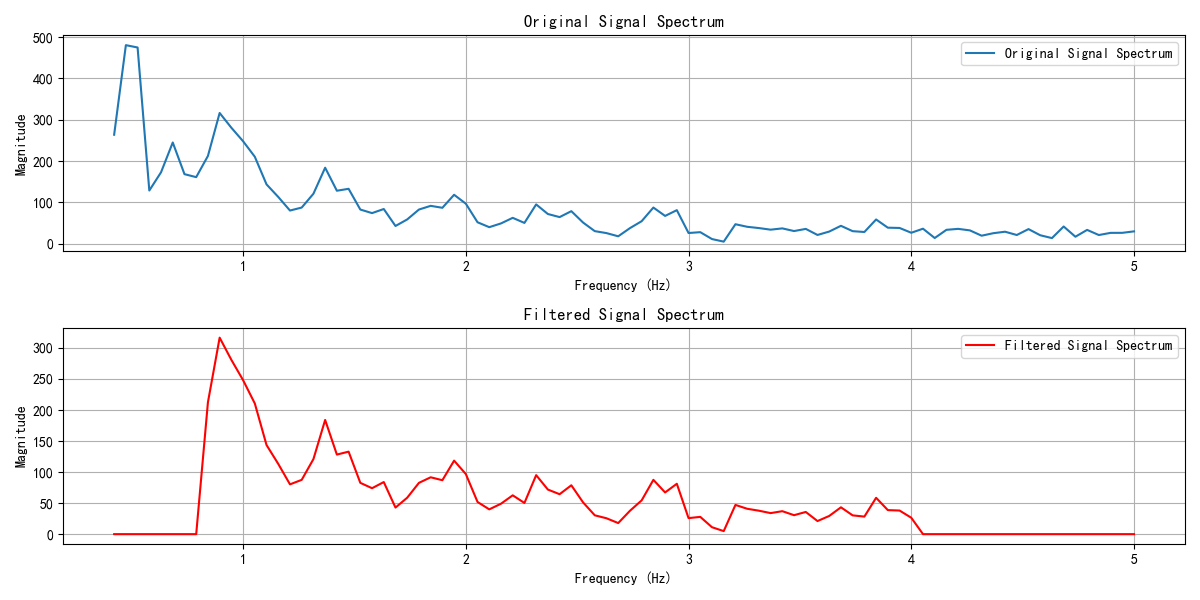 Original Signal Spectrum
500
400
300
200
100
0
Magnitude
Original Signal Spectrum
1 2 3 4 5
Frequency (Hz)
Filtered Signal Spectrum
300
250
200
150
100
50
0
Magnitude
Filtered Signal Spectrum
1 2 3 4 5
Frequency (Hz)